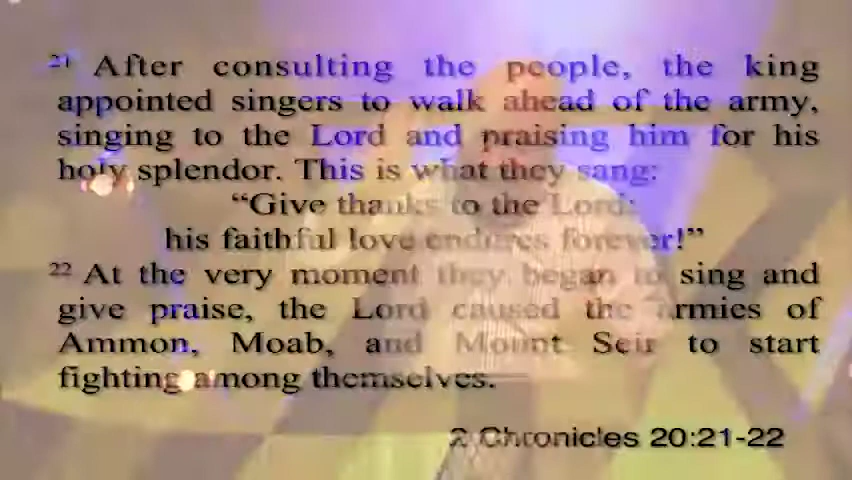 21 After consulting the people, the king
appointed singers to walk ahead of the army,
singing to the Lord and praising him for his
holy splendor. This is what they sang:
“Give thanks to the Lord;
his faithful love endures forever!”
22 At the very moment they began to sing and
give praise, the Lord caused the armies of
Ammon, Moab, and Mount Seir to start
fighting among themselves.
2 Chronicles 20:21-22